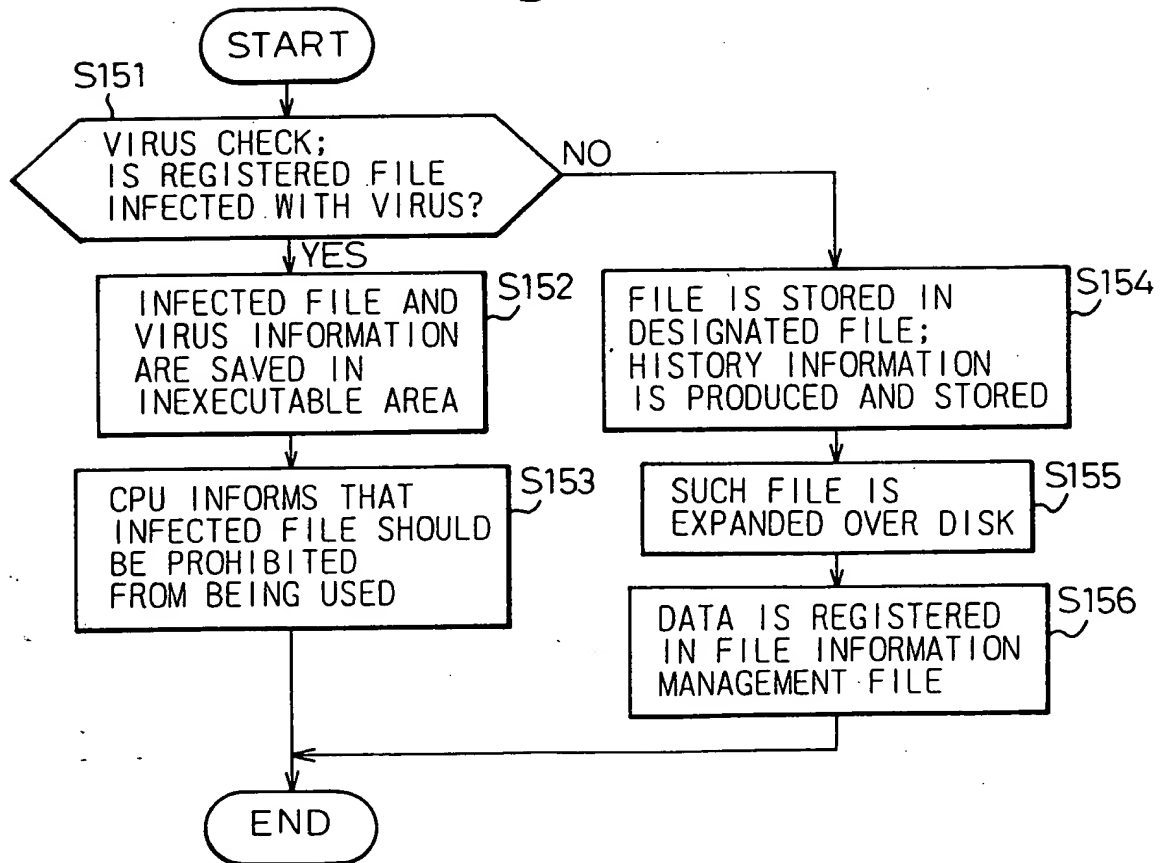 START
S151
VIRUS CHECK;
IS REGISTERED FILE
INFECTED WITH VIRUS?
NO
YES
S152
INFECTED FILE AND
VIRUS INFORMATION
ARE SAVED IN
INEXECUTABLE AREA
S153
CPU INFORMS THAT
INFECTED FILE SHOULD
BE PROHIBITED
FROM BEING USED
S154
FILE IS STORED IN
DESIGNATED FILE;
HISTORY INFORMATION
IS PRODUCED AND STORED
S155
SUCH FILE IS
EXPANDED OVER DISK
S156
DATA IS REGISTERED
IN FILE INFORMATION
MANAGEMENT FILE
END